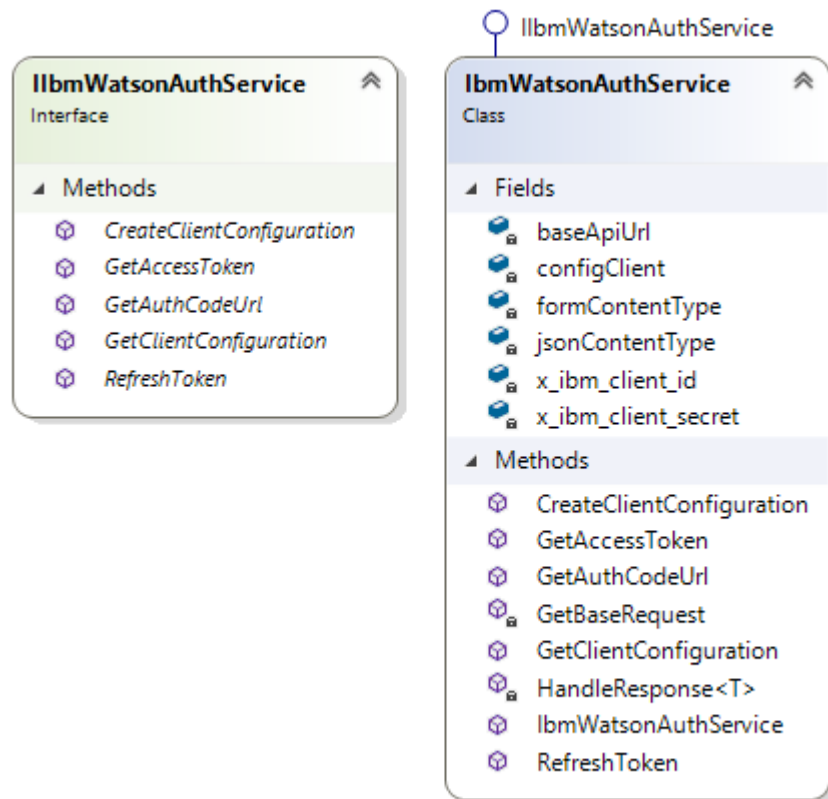 IIbmWatsonAuthService
IIbmWatsonAuthService
Interface
Methods
CreateClientConfiguration
GetAccessToken
GetAuthCodeUrl
GetClientConfiguration
RefreshToken
IbmWatsonAuthService
Class
Fields
baseApiUrl
configClient
formContentType
jsonContentType
x_ibm_client_id
x_ibm_client_secret
Methods
CreateClientConfiguration
GetAccessToken
GetAuthCodeUrl
GetBaseRequest
GetClientConfiguration
HandleResponse<T>
IbmWatsonAuthService
RefreshToken